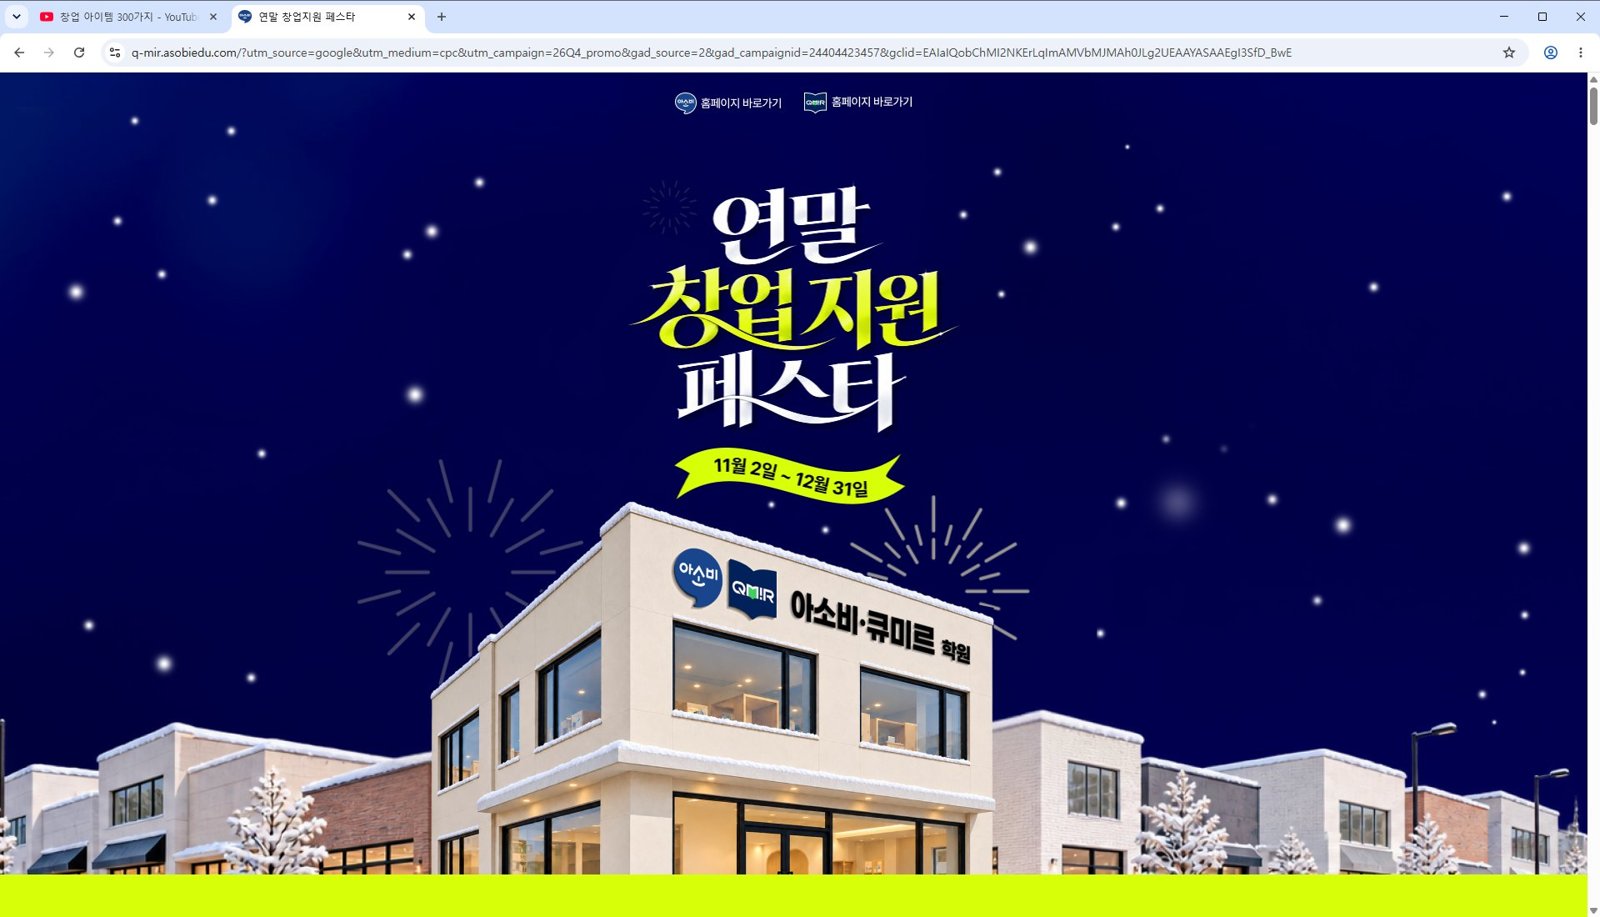 창업 아이템 300가지 - YouTub
연말 창업지원 페스타
q-mir.asobiedu.com/?utm_source=google&utm_medium=cpc&utm_campaign=26Q4_promo&gad_source=2&gad_campaignid=24404423457&gclid=EAIaIQobChMI2NKErLqImAMVbMJMAh0JLg2UEAAYASAAEgI3SfD_BwE
아소비 홈페이지 바로가기 QMIR 홈페이지 바로가기
연말
창업 지원
페스타
11월 2일 ~ 12월 31일
아소비 QM!R 아소비·큐미르 학원